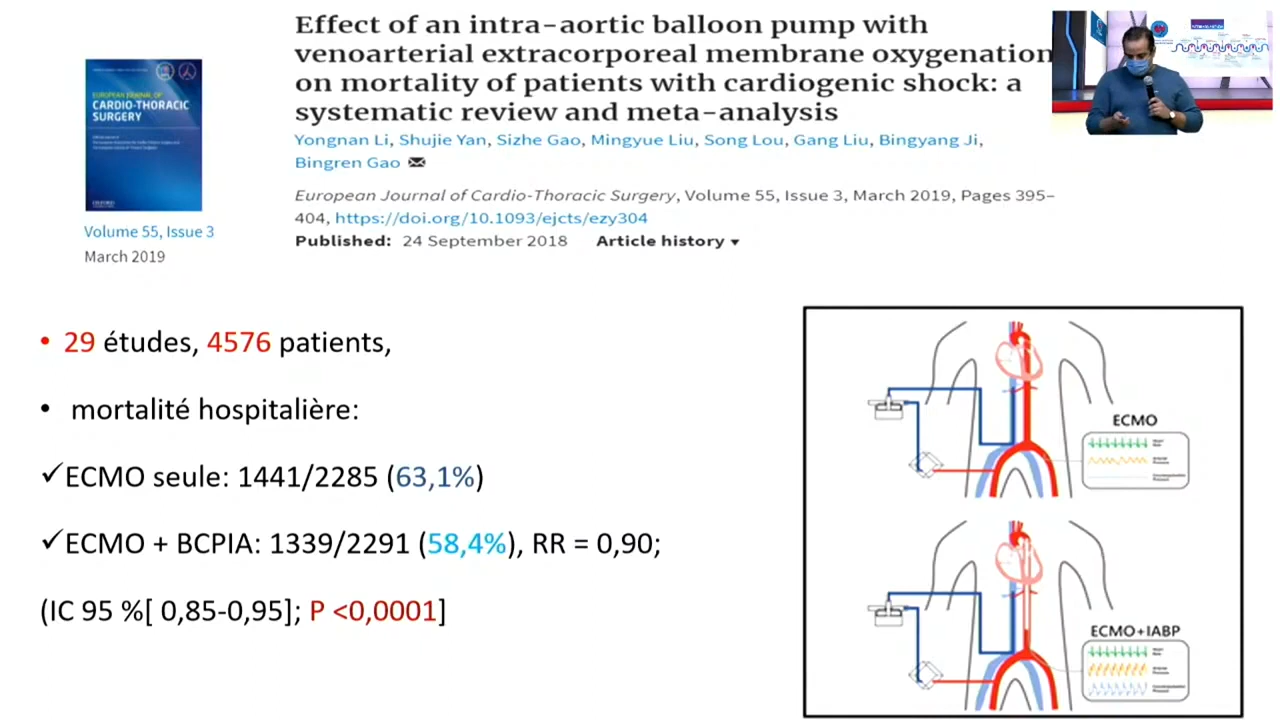 Effect of an intra-aortic balloon pump with
venoarterial extracorporeal membrane oxygenation
on mortality of patients with cardiogenic shock: a
systematic review and meta-analysis
Yongnan Li, Shujie Yan, Sizhe Gao, Mingyue Liu, Song Lou, Gang Liu, Bingyang Ji,
Bingren Gao
European Journal of Cardio-Thoracic Surgery, Volume 55, Issue 3, March 2019, Pages 395–
404, https://doi.org/10.1093/ejcts/ezy304
Published: 24 September 2018 Article history
EUROPEAN JOURNAL OF
CARDIO-THORACIC
SURGERY
OXFORD
Volume 55, Issue 3
March 2019
• 29 études, 4576 patients,
• mortalité hospitalière:
✓ECMO seule: 1441/2285 (63,1%)
✓ECMO + BCPIA: 1339/2291 (58,4%), RR = 0,90;
(IC 95 %[ 0,85-0,95]; P <0,0001]
ECMO
ECMO+IABP